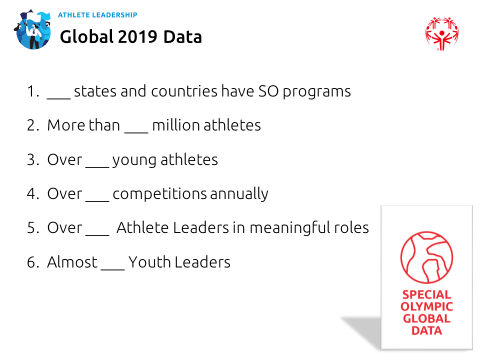 ATHLETE LEADERSHIP
Global 2019 Data
1. ___ states and countries have SO programs
2. More than ___ million athletes
3. Over ___ young athletes
4. Over ___ competitions annually
5. Over ___ Athlete Leaders in meaningful roles
6. Almost ___ Youth Leaders
SPECIAL
OLYMPIC
GLOBAL
DATA